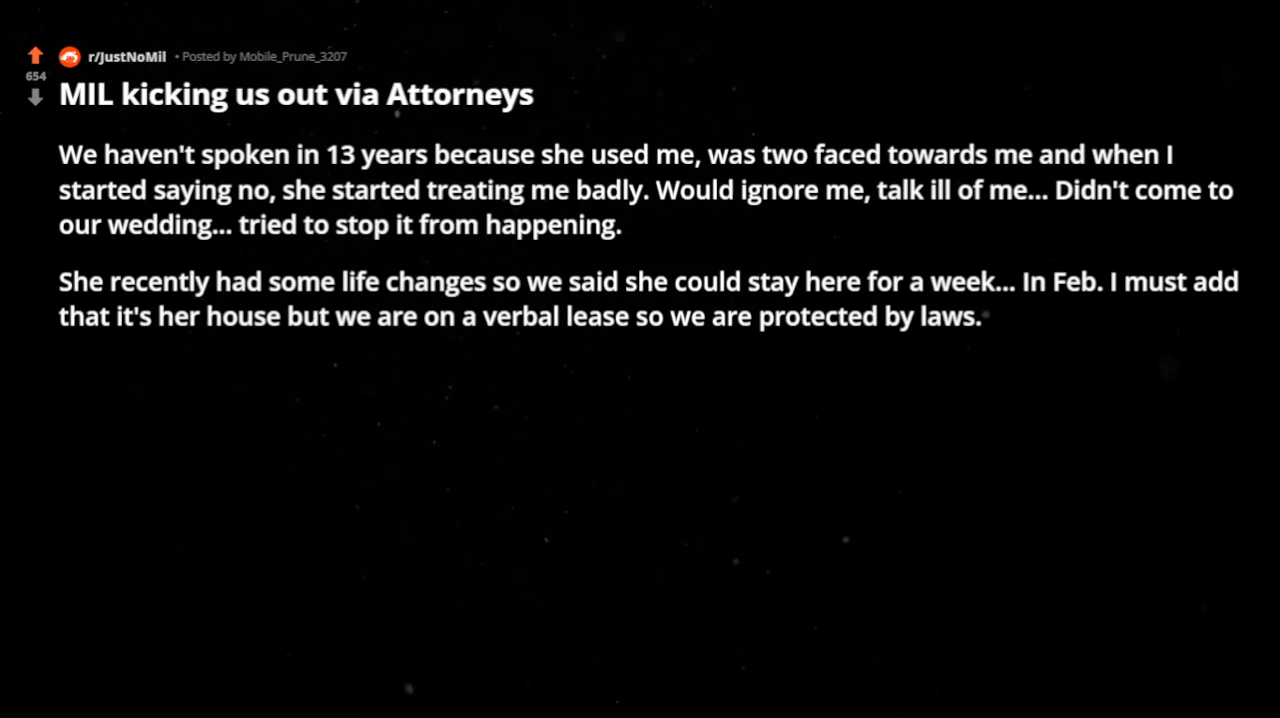 r/JustNoMil • Posted by Mobile_Prune_3207
654
MIL kicking us out via Attorneys
We haven't spoken in 13 years because she used me, was two faced towards me and when I
started saying no, she started treating me badly. Would ignore me, talk ill of me... Didn't come to
our wedding... tried to stop it from happening.
She recently had some life changes so we said she could stay here for a week... In Feb. I must add
that it's her house but we are on a verbal lease so we are protected by laws.